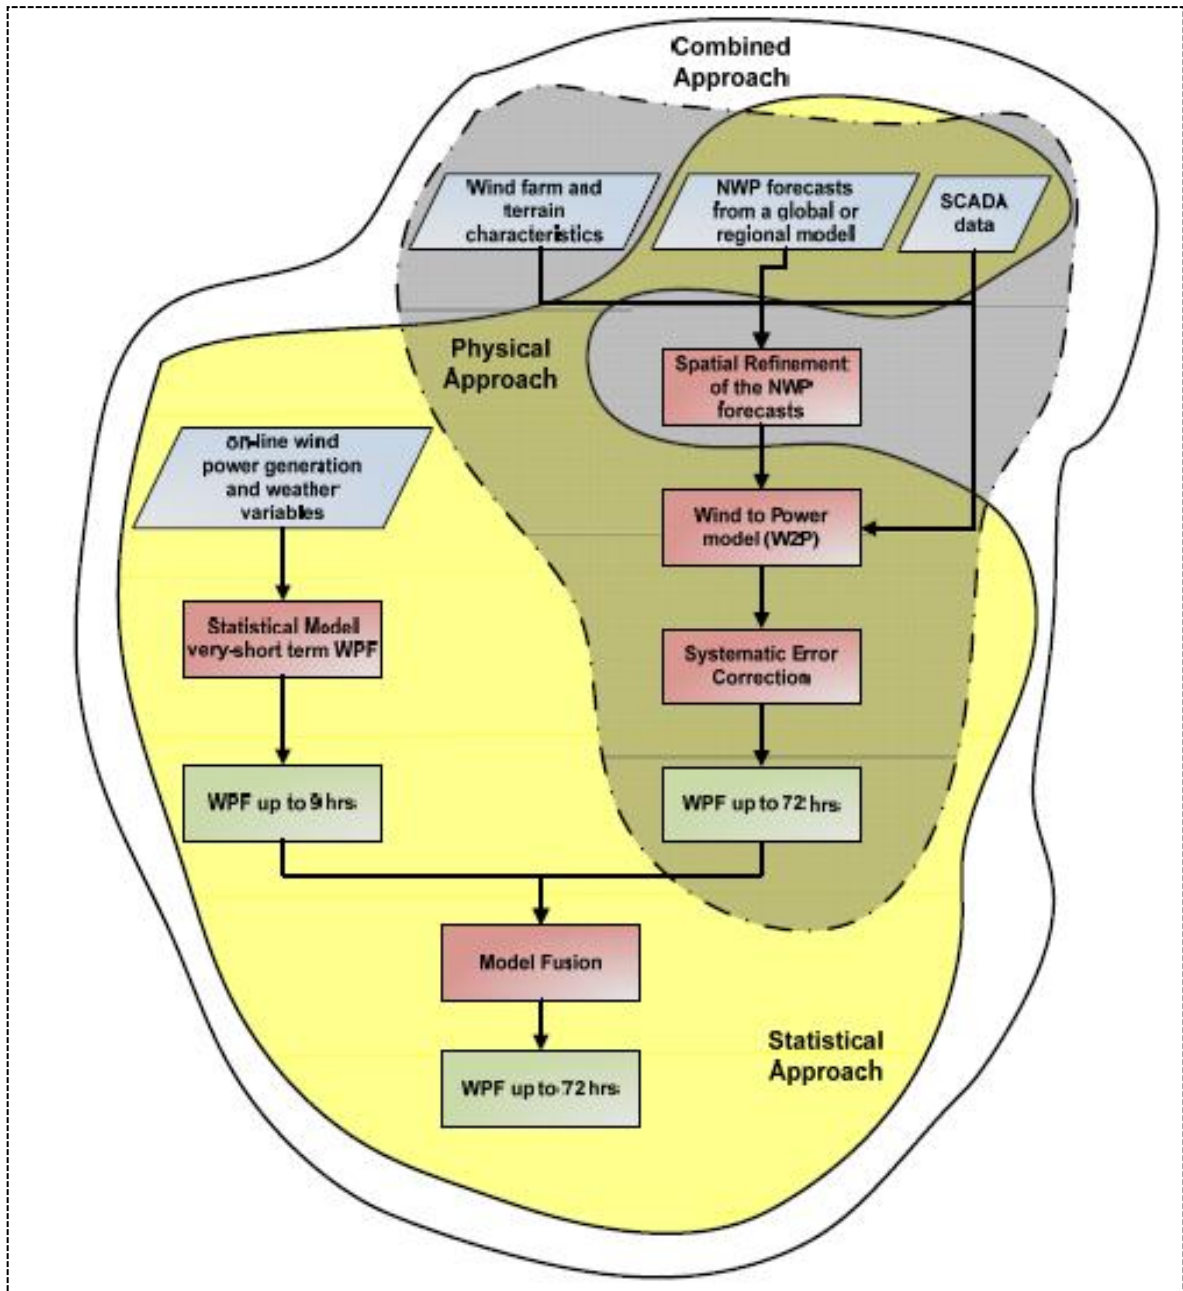 Combined
Approach
Wind farm and
terrain
characteristics
NWP forecasts
from a global or
regional model
SCADA
data
Physical
Approach
Spatial Refinement
of the NWP
forecasts
on-line wind
power generation
and weather
variables
Wind to Power
model (W2P)
Statistical Model
very-short term WPF
Systematic Error
Correction
WPF up to 9 hrs
WPF up to 72 hrs
Model Fusion
Statistical
Approach
WPF up to 72 hrs